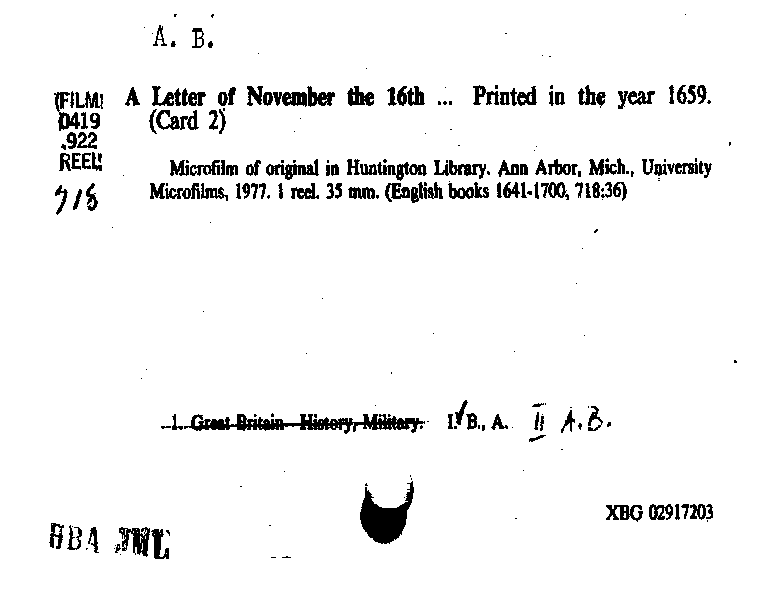 A. B.
(FILM)
0419
.922
REEL
718
A Letter of November the 16th ... Printed in the year 1659.
(Card 2)
Microfilm of original in Huntington Library. Ann Arbor, Mich., University
Microfilms, 1977. 1 reel. 35 mm. (English books 1641-1700, 718:36)
1. Great Britain--History, Military. I. B., A. II A.B.
XBG 02917203